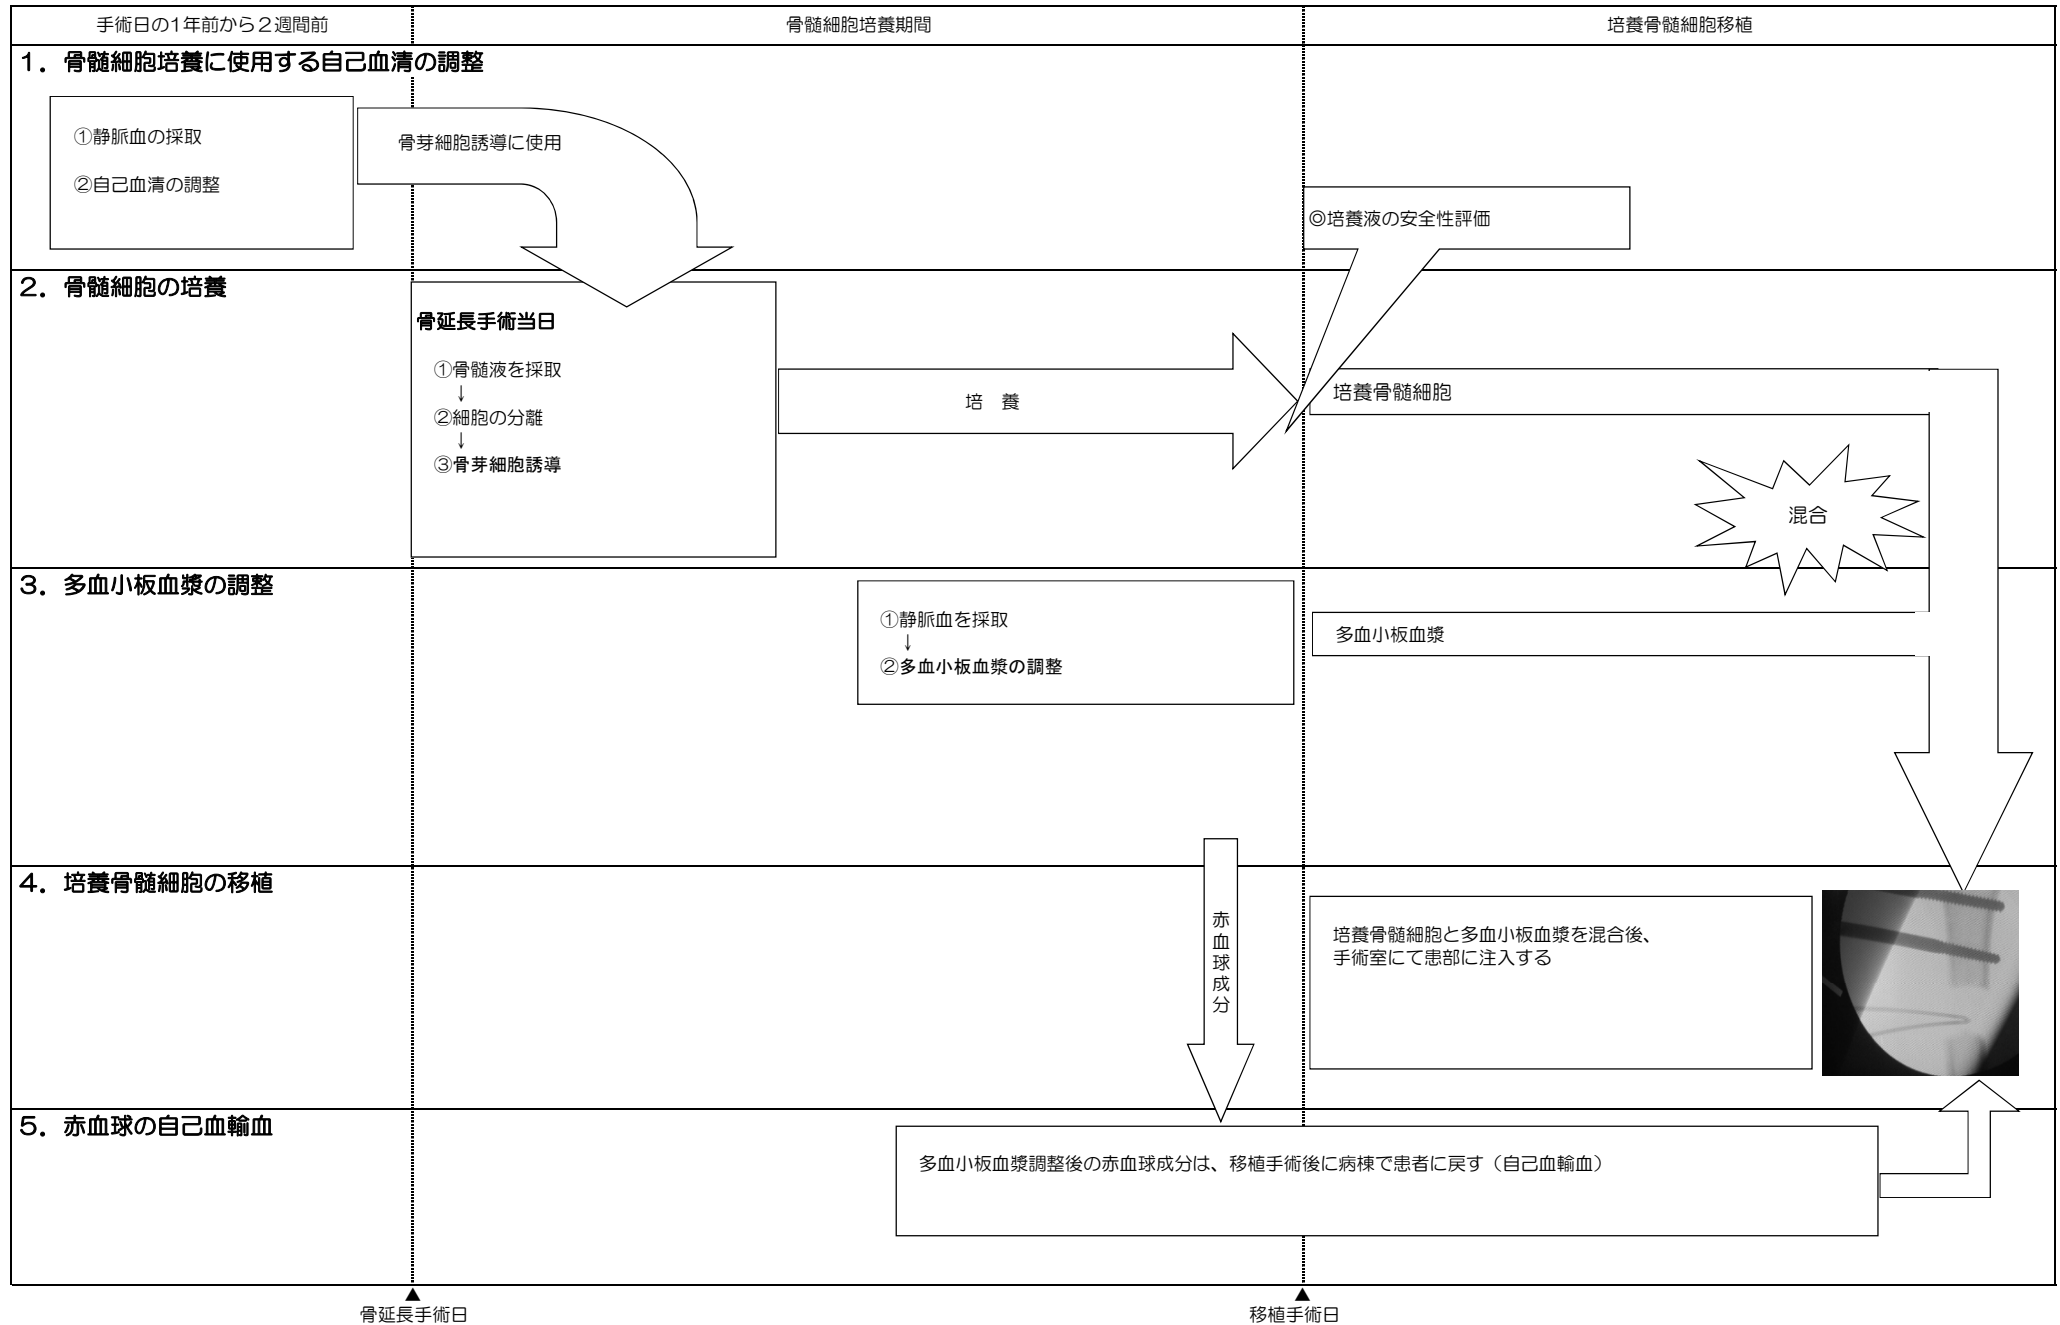 手術日の1年前から２週間前
骨髄細胞培養期間
培養骨髄細胞移植
１．骨髄細胞培養に使用する自己血清の調整
①静脈血の採取
②自己血清の調整
骨芽細胞誘導に使用
◎培養液の安全性評価
２．骨髄細胞の培養
骨延長手術当日
①骨髄液を採取
↓
②細胞の分離
↓
③骨芽細胞誘導
培　養
培養骨髄細胞
混合
３．多血小板血漿の調整
①静脈血を採取
↓
②多血小板血漿の調整
多血小板血漿
４．培養骨髄細胞の移植
赤血球成分
培養骨髄細胞と多血小板血漿を混合後、
手術室にて患部に注入する
５．赤血球の自己血輸血
多血小板血漿調整後の赤血球成分は、移植手術後に病棟で患者に戻す（自己血輸血）
▲
骨延長手術日
▲
移植手術日